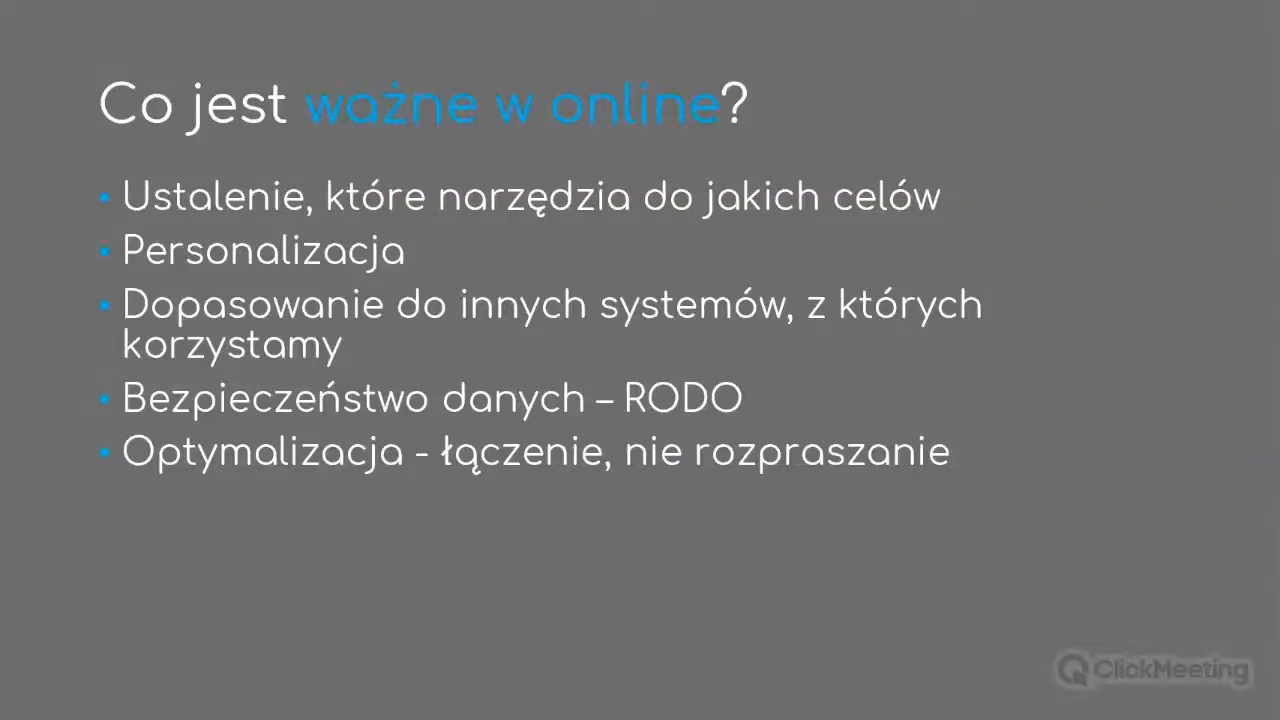 Co jest ważne w online?
• Ustalenie, które narzędzia do jakich celów
• Personalizacja
• Dopasowanie do innych systemów, z których
korzystamy
• Bezpieczeństwo danych – RODO
• Optymalizacja - łączenie, nie rozpraszanie
ClickMeeting